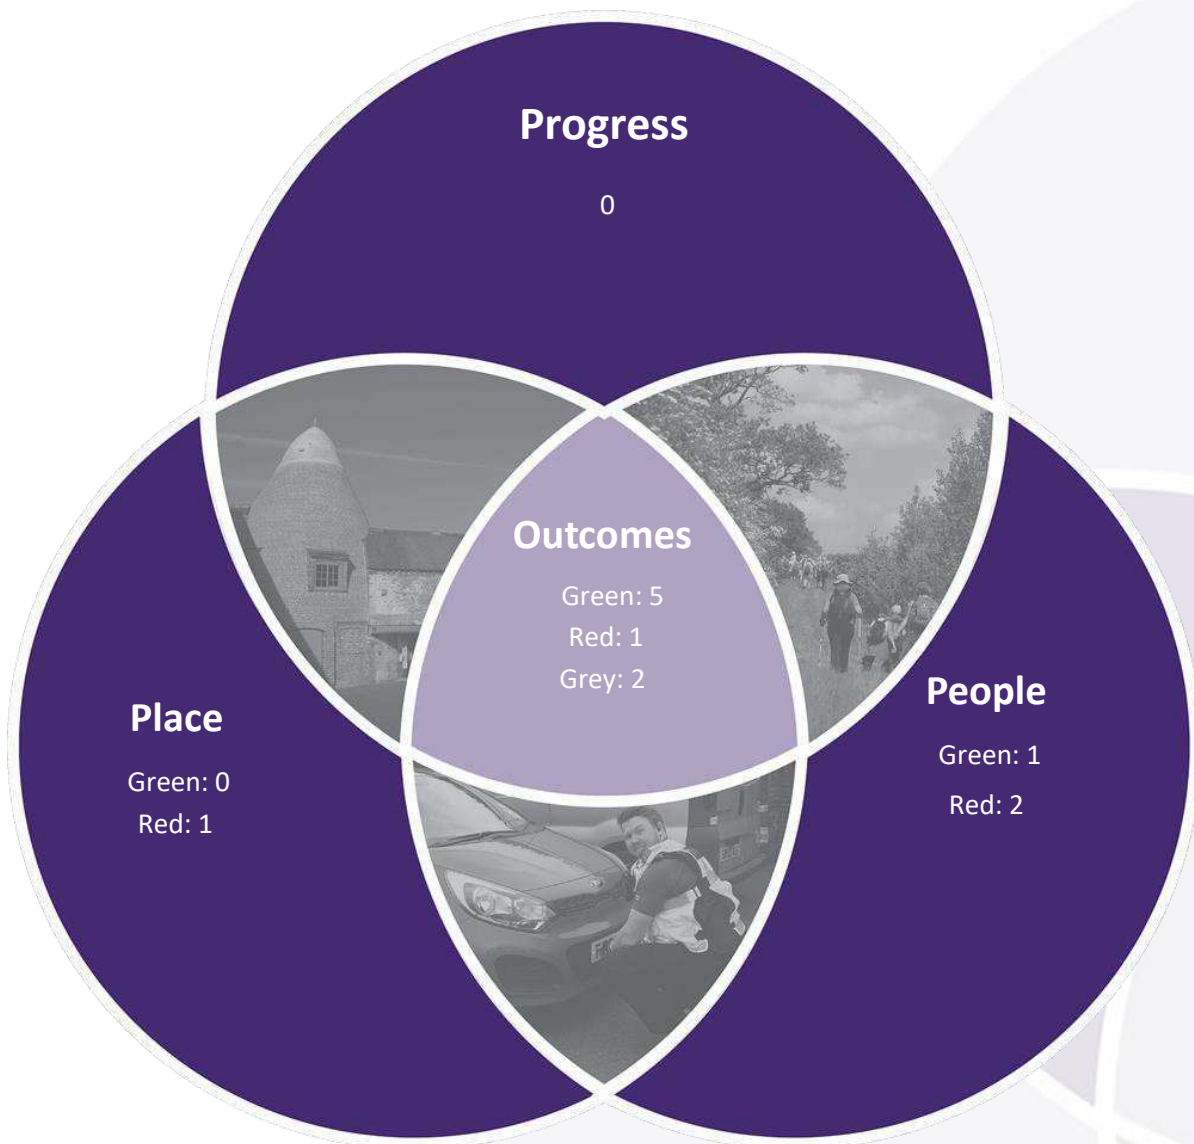 Progress
0
Outcomes
Green: 5
Red: 1
Grey: 2
Place
Green: 0
Red: 1
People
Green: 1
Red: 2